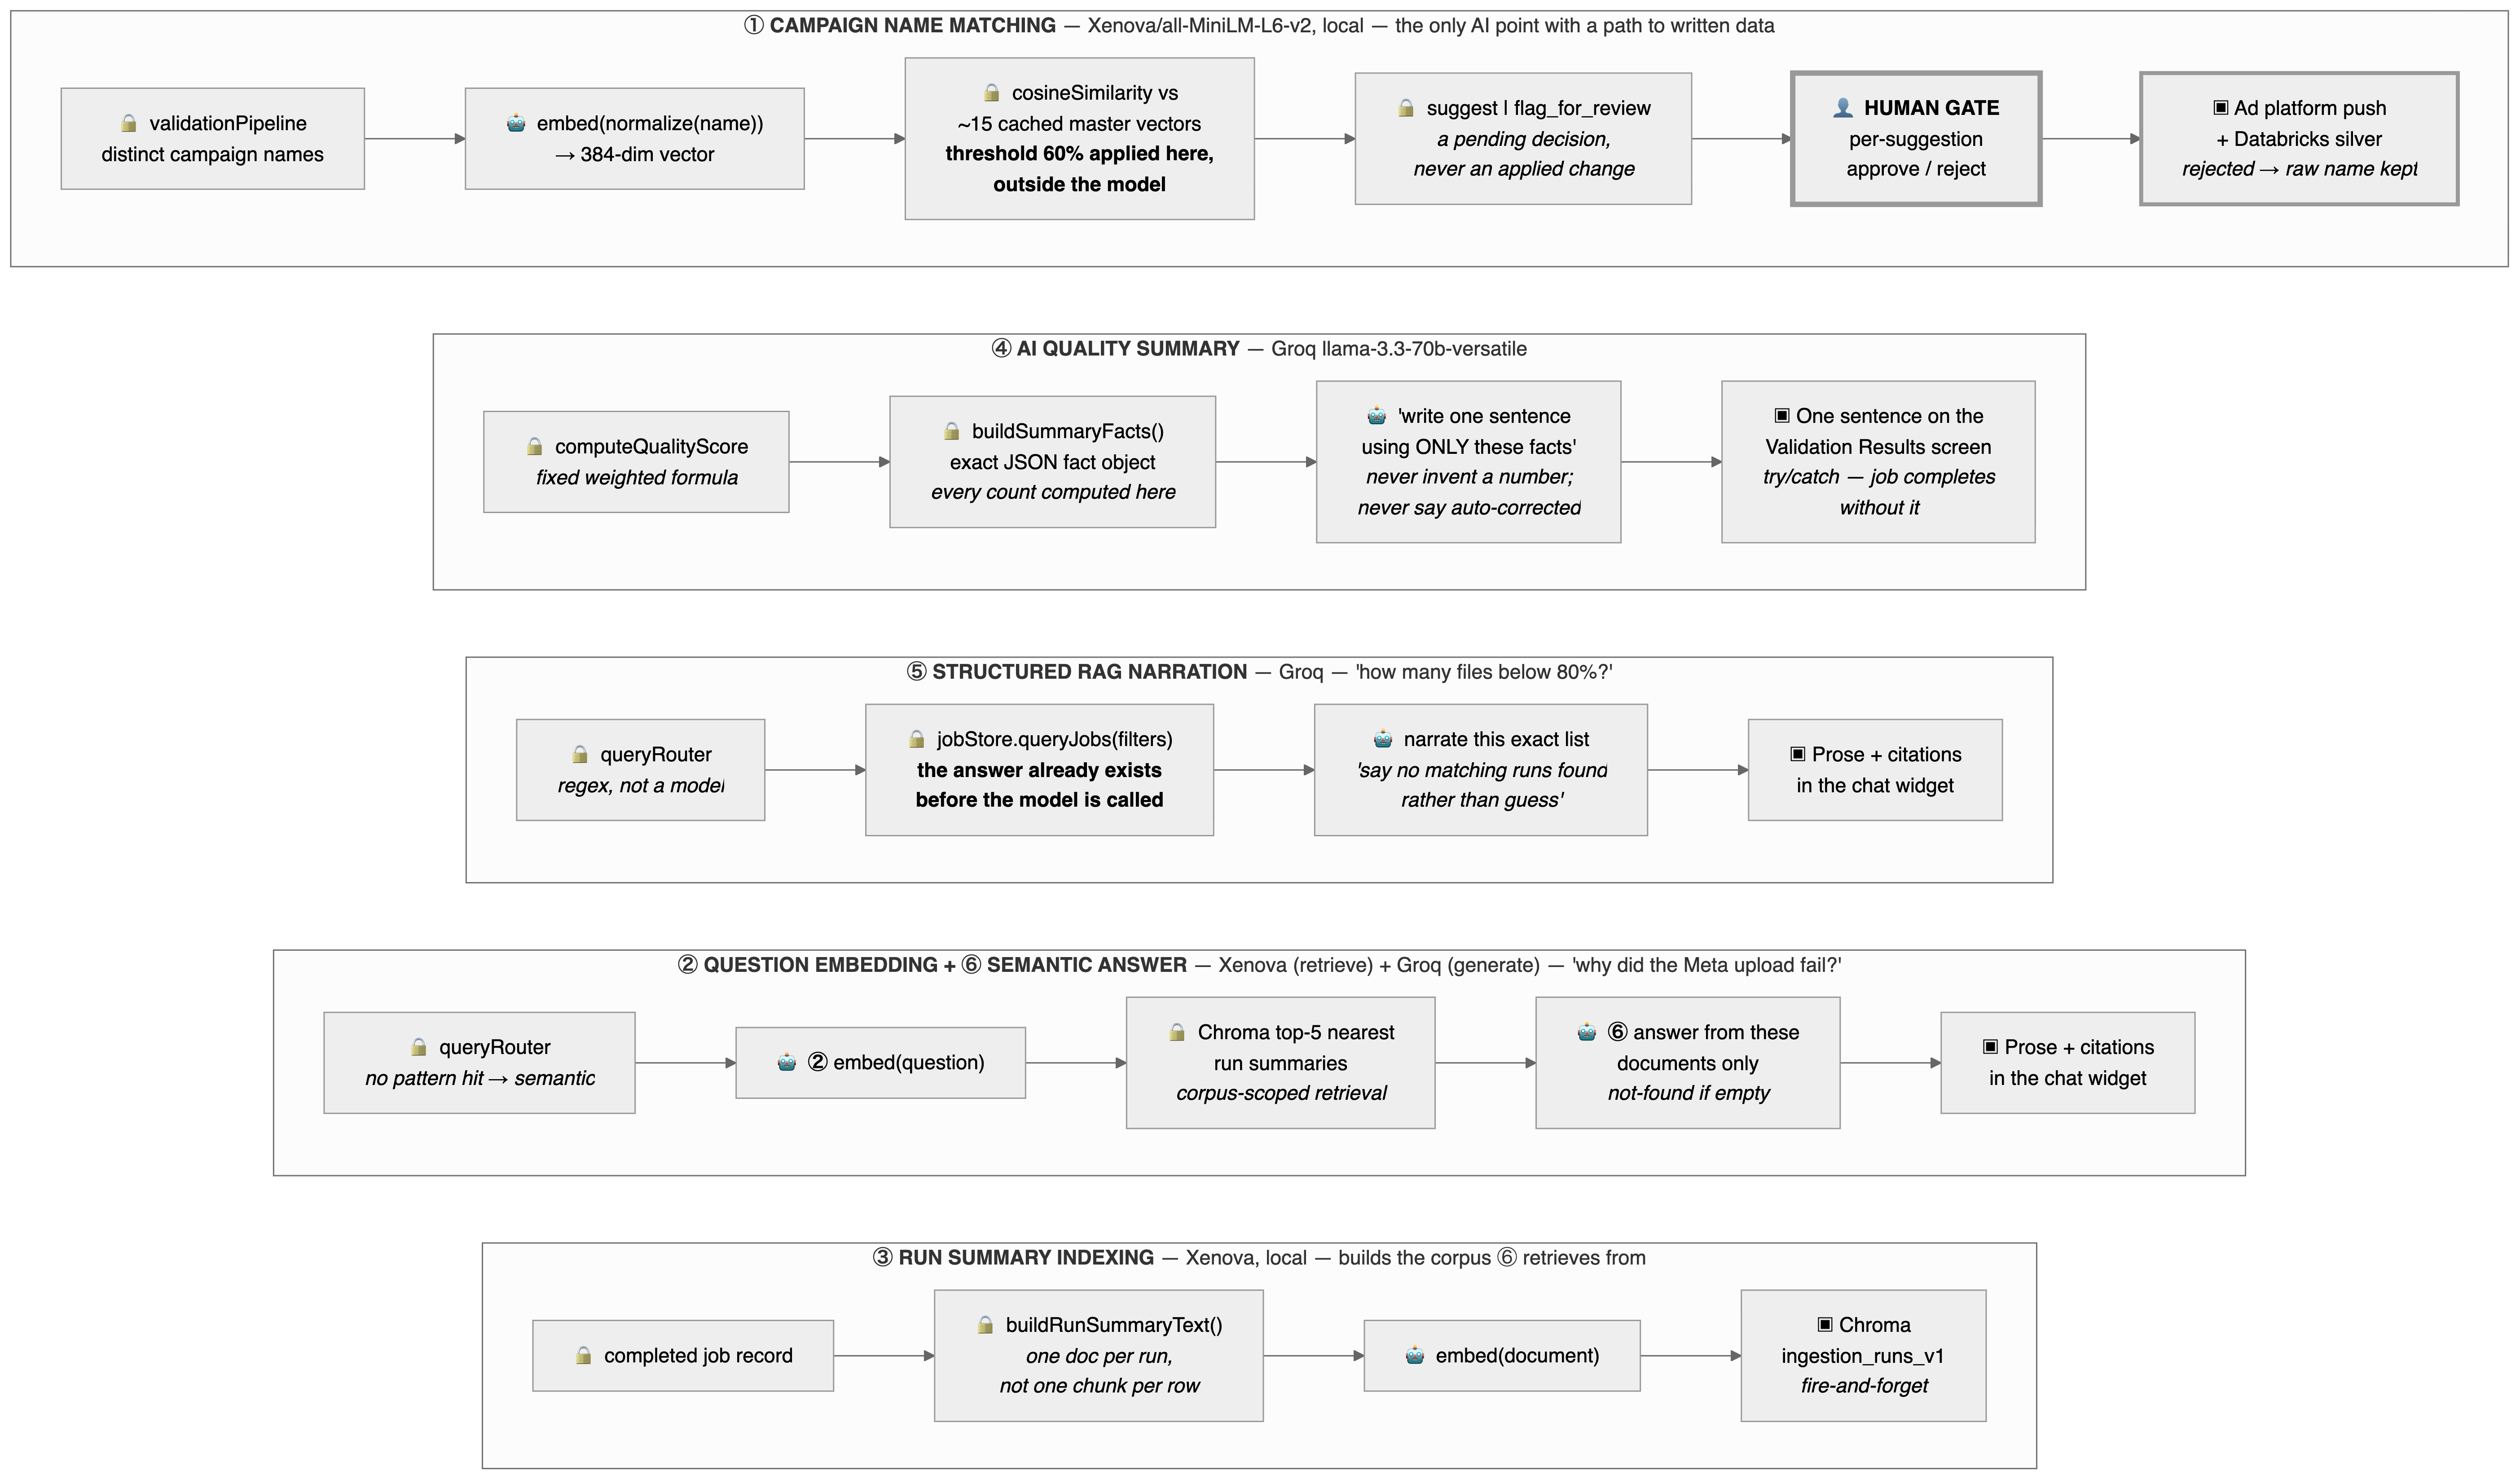 ① CAMPAIGN NAME MATCHING — Xenova/all-MiniLM-L6-v2, local — the only AI point with a path to written data
🔒 validationPipeline
distinct campaign names
🤖 embed(normalize(name))
→ 384-dim vector
🔒 cosineSimilarity vs
~15 cached master vectors
threshold 60% applied here,
outside the model
🔒 suggest | flag_for_review
a pending decision,
never an applied change
👤 HUMAN GATE
per-suggestion
approve / reject
▣ Ad platform push
+ Databricks silver
rejected → raw name kept
④ AI QUALITY SUMMARY — Groq llama-3.3-70b-versatile
🔒 computeQualityScore
fixed weighted formula
🔒 buildSummaryFacts()
exact JSON fact object
every count computed here
🤖 'write one sentence
using ONLY these facts'
never invent a number;
never say auto-corrected
▣ One sentence on the
Validation Results screen
try/catch — job completes
without it
⑤ STRUCTURED RAG NARRATION — Groq — 'how many files below 80%?'
🔒 queryRouter
regex, not a model
🔒 jobStore.queryJobs(filters)
the answer already exists
before the model is called
🤖 narrate this exact list
'say no matching runs found
rather than guess'
▣ Prose + citations
in the chat widget
② QUESTION EMBEDDING + ⑥ SEMANTIC ANSWER — Xenova (retrieve) + Groq (generate) — 'why did the Meta upload fail?'
🔒 queryRouter
no pattern hit → semantic
🤖 ② embed(question)
🔒 Chroma top-5 nearest
run summaries
corpus-scoped retrieval
🤖 ⑥ answer from these
documents only
not-found if empty
▣ Prose + citations
in the chat widget
③ RUN SUMMARY INDEXING — Xenova, local — builds the corpus ⑥ retrieves from
🔒 completed job record
🔒 buildRunSummaryText()
one doc per run,
not one chunk per row
🤖 embed(document)
▣ Chroma
ingestion_runs_v1
fire-and-forget